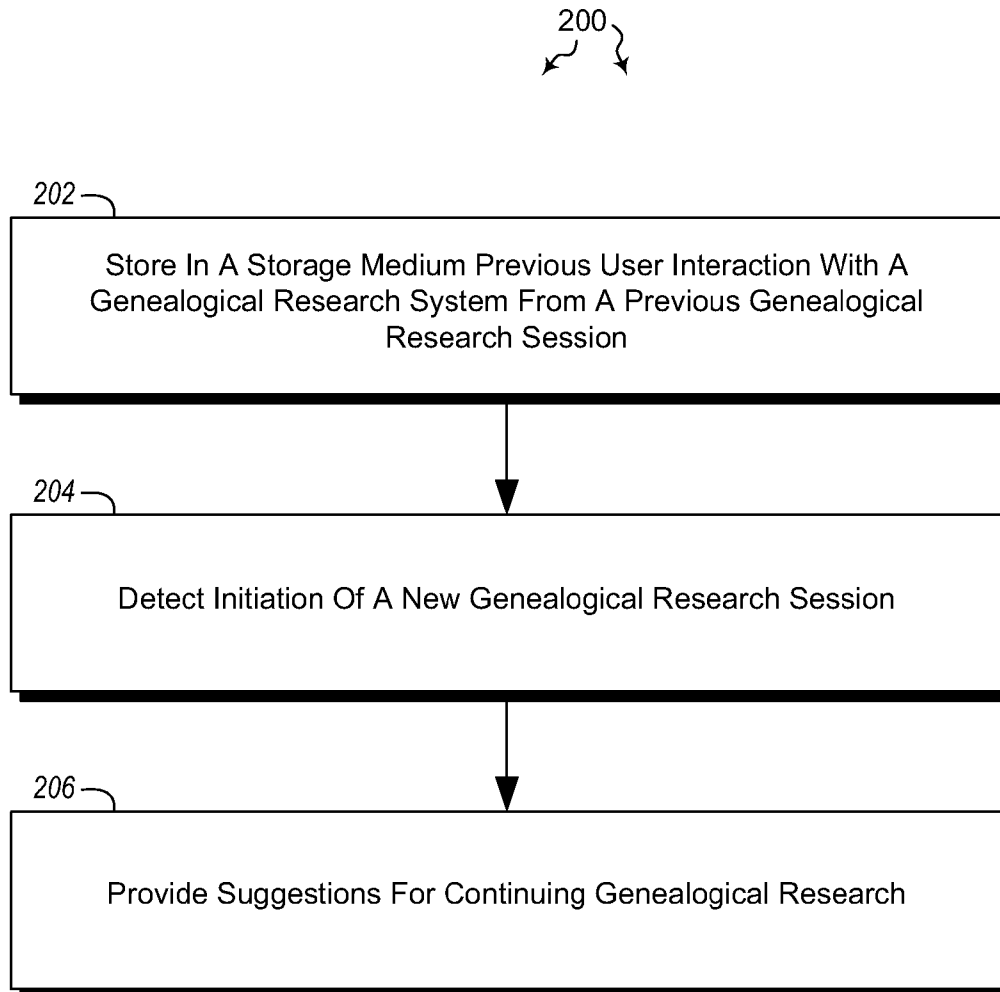 200
202
Store In A Storage Medium Previous User Interaction With A
Genealogical Research System From A Previous Genealogical
Research Session
204
Detect Initiation Of A New Genealogical Research Session
206
Provide Suggestions For Continuing Genealogical Research